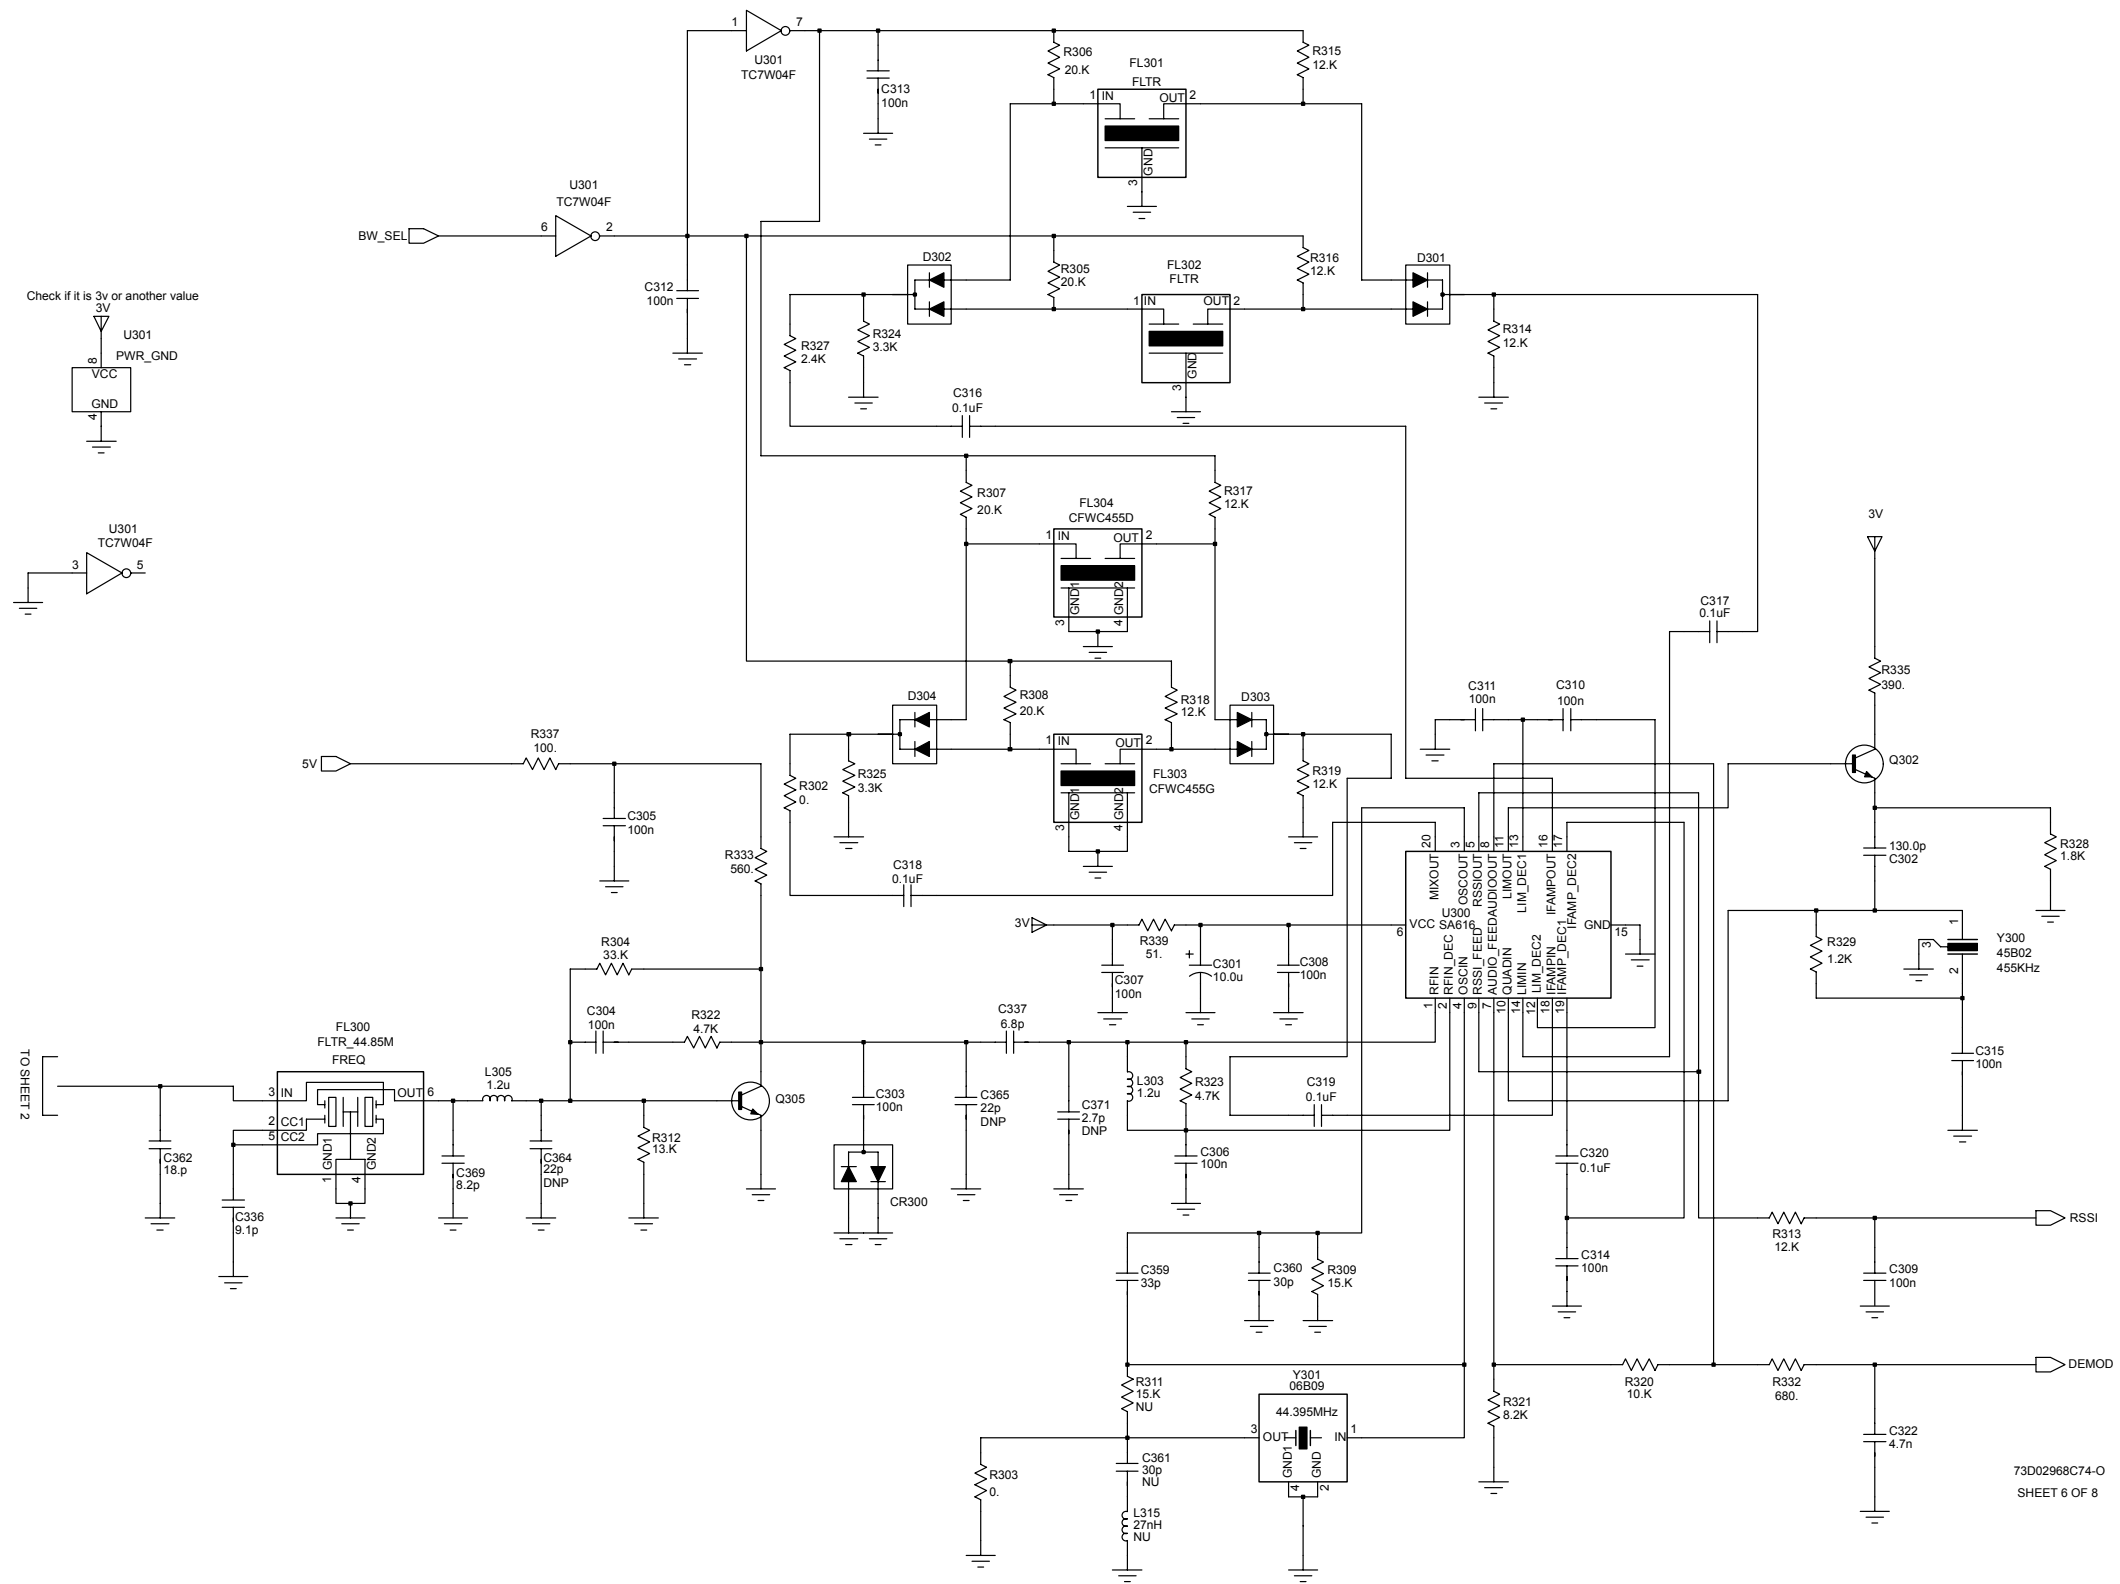 1
7
U301
TC7W04F
C313
100n
R306
20.K
FL301
FLTR
1
IN
OUT
2
GND
3
R315
12.K
U301
TC7W04F
BW_SEL
6
2
C312
100n
D302
R305
20.K
FL302
FLTR
1
IN
OUT
2
GND
3
R316
12.K
D301
R314
12.K
R324
3.3K
R327
2.4K
C316
0.1uF
Check if it is 3v or another value
3V
U301
PWR_GND
8
VCC
GND
4
U301
TC7W04F
3
5
R307
20.K
FL304
CFWC455D
1
IN
OUT
2
GND1
GND2
3
4
R317
12.K
C317
0.1uF
3V
R335
390.
Q302
D304
R308
20.K
R318
12.K
D303
1
IN
OUT
2
FL303
CFWC455G
GND1
GND2
3
4
R319
12.K
R325
3.3K
R302
0.
C318
0.1uF
C311
100n
C310
100n
5V
R337
100.
C305
100n
R333
560.
130.0p
C302
R328
1.8K
R329
1.2K
1
3
2
Y300
45B02
455KHz
C315
100n
20
3
5
8
11
13
16
17
MIXOUT
OSCOUT
RSSIOUT
AUDIOOUT
LIMOUT
LIM_DEC1
IFAMPOUT
IFAMP_DEC2
U300
SA616
VCC
6
GND
15
RFIN
RFIN_DEC
OSCIN
RSSI_FEED
AUDIO_FEED
QUADIN
LIMIN
LIM_DEC2
IFAMPIN
IFAMP_DEC1
1
2
4
9
7
10
14
12
18
19
3V
R339
51.
C307
100n
+
C301
10.0u
C308
100n
R304
33.K
C304
100n
R322
4.7K
C337
6.8p
TO SHEET 2
FL300
FLTR_44.85M
FREQ
3
IN
OUT
6
2
CC1
5
CC2
GND1
GND2
1
4
C362
18.p
C336
9.1p
L305
1.2u
C369
8.2p
C364
22p
DNP
R312
13.K
Q305
C303
100n
CR300
C365
22p
DNP
C371
2.7p
DNP
L303
1.2u
R323
4.7K
C319
0.1uF
C306
100n
C320
0.1uF
C314
100n
R313
12.K
RSSI
C309
100n
C359
33p
C360
30p
R309
15.K
R311
15.K
NU
Y301
06B09
44.395MHz
3
OUT
IN
1
GND1
GND
4
2
R303
0.
C361
30p
NU
L315
27nH
NU
R321
8.2K
R320
10.K
R332
680.
DEMOD
C322
4.7n
73D02968C74-O
SHEET 6 OF 8